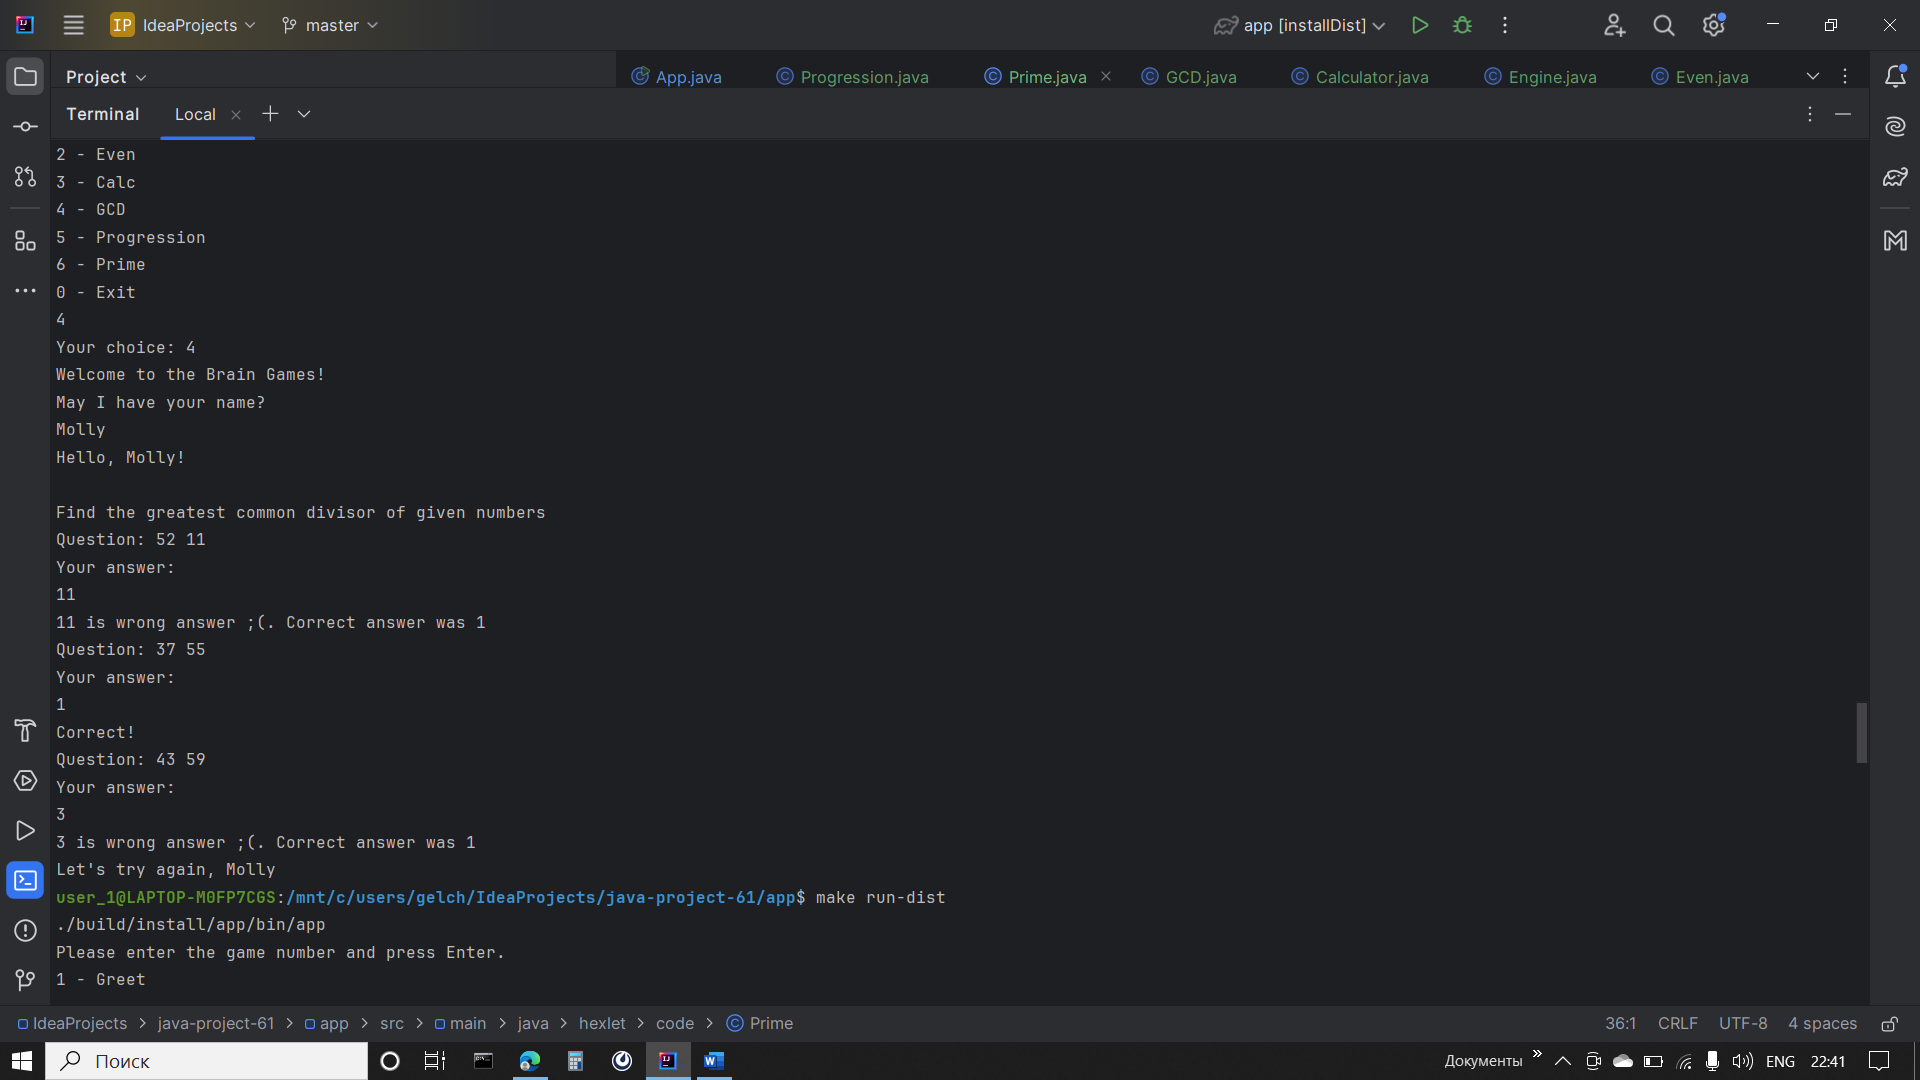 IP IdeaProjects master app [installDist]
Project App.java Progression.java Prime.java GCD.java Calculator.java Engine.java Even.java
Terminal Local
2 - Even
3 - Calc
4 - GCD
5 - Progression
6 - Prime
0 - Exit
4
Your choice: 4
Welcome to the Brain Games!
May I have your name?
Molly
Hello, Molly!
Find the greatest common divisor of given numbers
Question: 52 11
Your answer:
11
11 is wrong answer ;(. Correct answer was 1
Question: 37 55
Your answer:
1
Correct!
Question: 43 59
Your answer:
3
3 is wrong answer ;(. Correct answer was 1
Let's try again, Molly
user_1@LAPTOP-M0FP7CGS:/mnt/c/users/gelch/IdeaProjects/java-project-61/app$ make run-dist
./build/install/app/bin/app
Please enter the game number and press Enter.
1 - Greet
IdeaProjects > java-project-61 > app > src > main > java > hexlet > code > Prime 36:1 CRLF UTF-8 4 spaces
Поиск Документы ENG 22:41